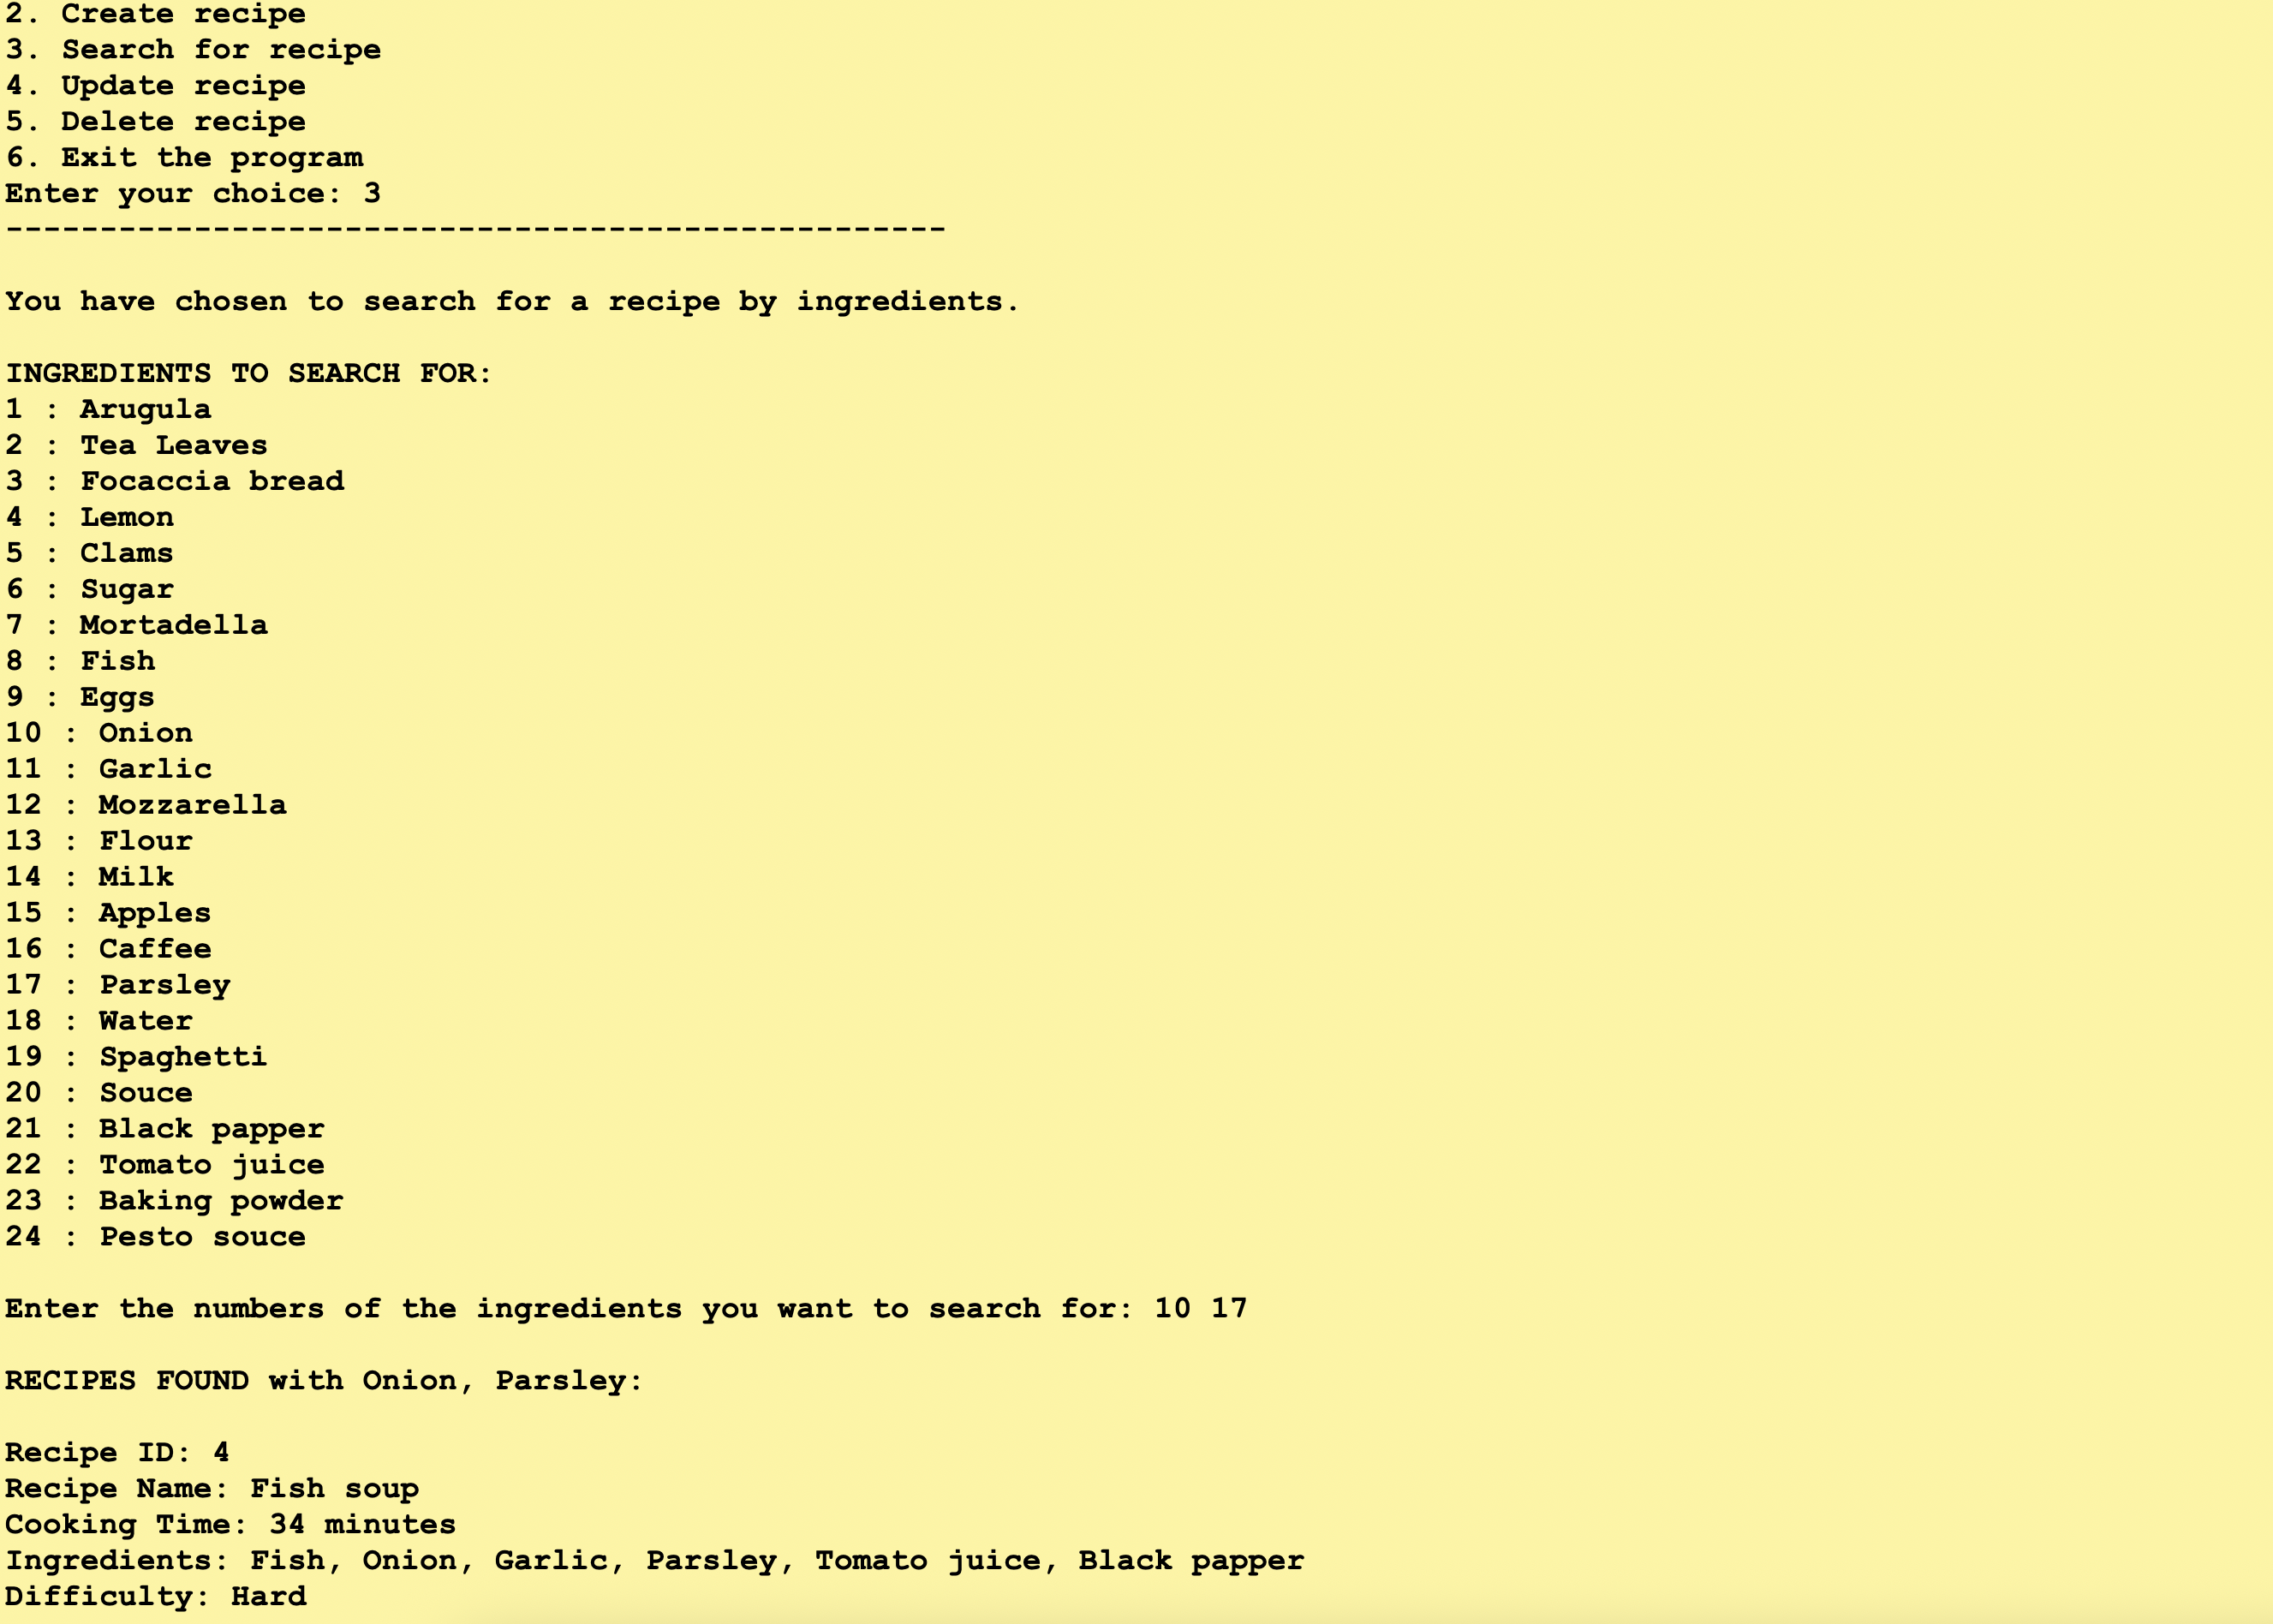 2. Create recipe
3. Search for recipe
4. Update recipe
5. Delete recipe
6. Exit the program
Enter your choice: 3
--------------------------------------------------
You have chosen to search for a recipe by ingredients.
INGREDIENTS TO SEARCH FOR:
1 : Arugula
2 : Tea Leaves
3 : Focaccia bread
4 : Lemon
5 : Clams
6 : Sugar
7 : Mortadella
8 : Fish
9 : Eggs
10 : Onion
11 : Garlic
12 : Mozzarella
13 : Flour
14 : Milk
15 : Apples
16 : Caffee
17 : Parsley
18 : Water
19 : Spaghetti
20 : Souce
21 : Black papper
22 : Tomato juice
23 : Baking powder
24 : Pesto souce
Enter the numbers of the ingredients you want to search for: 10 17
RECIPES FOUND with Onion, Parsley:
Recipe ID: 4
Recipe Name: Fish soup
Cooking Time: 34 minutes
Ingredients: Fish, Onion, Garlic, Parsley, Tomato juice, Black papper
Difficulty: Hard